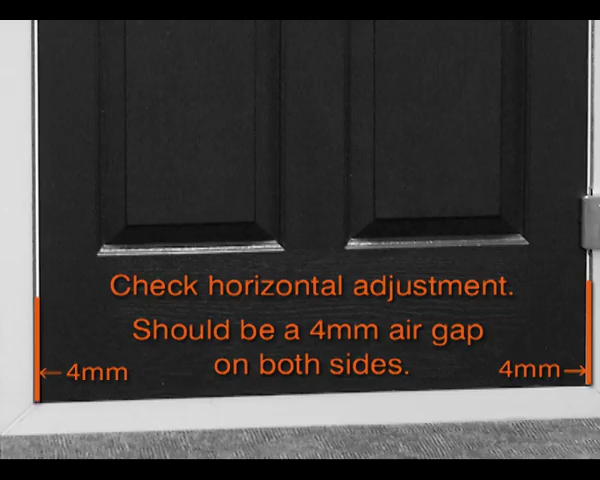 Check horizontal adjustment.
Should be a 4mm air gap
on both sides.
←4mm
4mm→